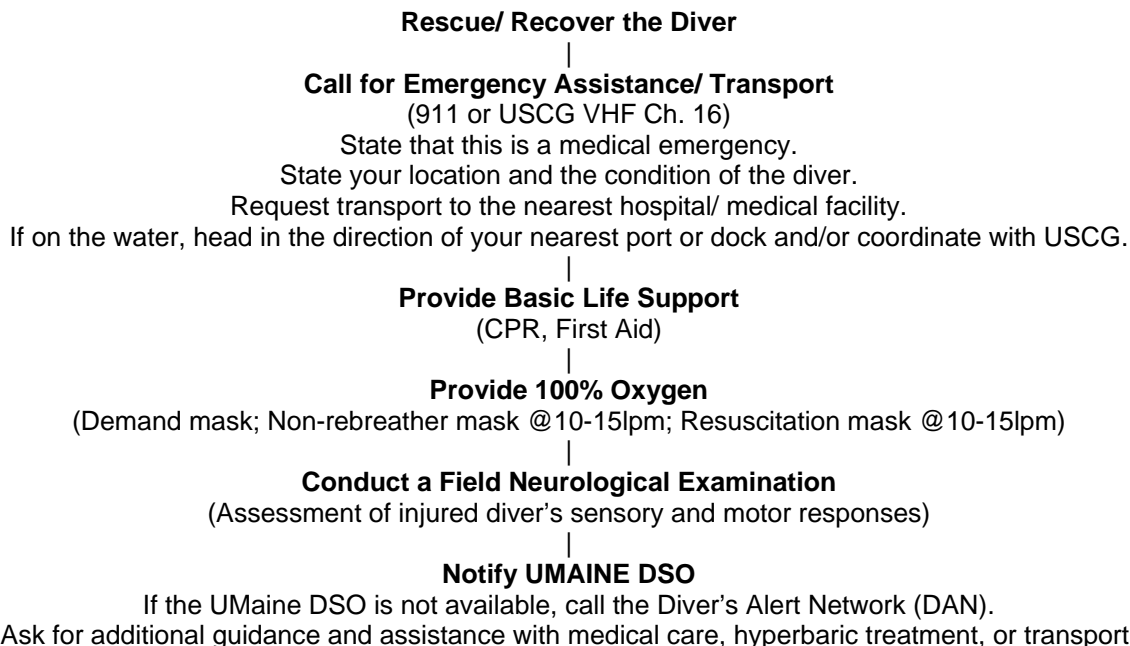 Rescue/ Recover the Diver
|
Call for Emergency Assistance/ Transport
(911 or USCG VHF Ch. 16)
State that this is a medical emergency.
State your location and the condition of the diver.
Request transport to the nearest hospital/ medical facility.
If on the water, head in the direction of your nearest port or dock and/or coordinate with USCG.
|
Provide Basic Life Support
(CPR, First Aid)
|
Provide 100% Oxygen
(Demand mask; Non-rebreather mask @10-15lpm; Resuscitation mask @10-15lpm)
|
Conduct a Field Neurological Examination
(Assessment of injured diver's sensory and motor responses)
|
Notify UMAINE DSO
If the UMaine DSO is not available, call the Diver's Alert Network (DAN).
Ask for additional guidance and assistance with medical care, hyperbaric treatment, or transport